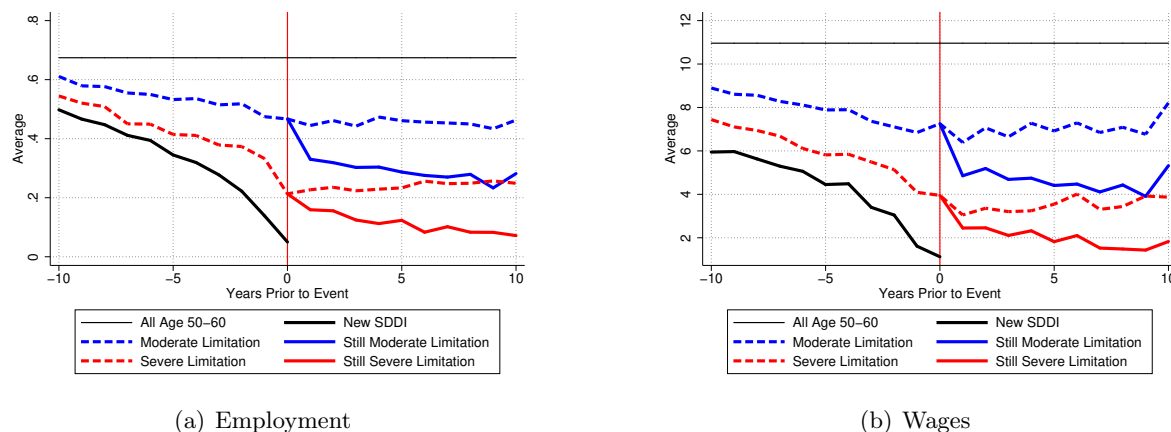 .8
.6
.4
.2
0
Average
−10 −5 0 5 10
Years Prior to Event
All Age 50−60 New SDDI
Moderate Limitation Still Moderate Limitation
Severe Limitation Still Severe Limitation
(a) Employment
12
10
8
6
4
2
Average
−10 −5 0 5 10
Years Prior to Event
All Age 50−60 New SDDI
Moderate Limitation Still Moderate Limitation
Severe Limitation Still Severe Limitation
(b) Wages